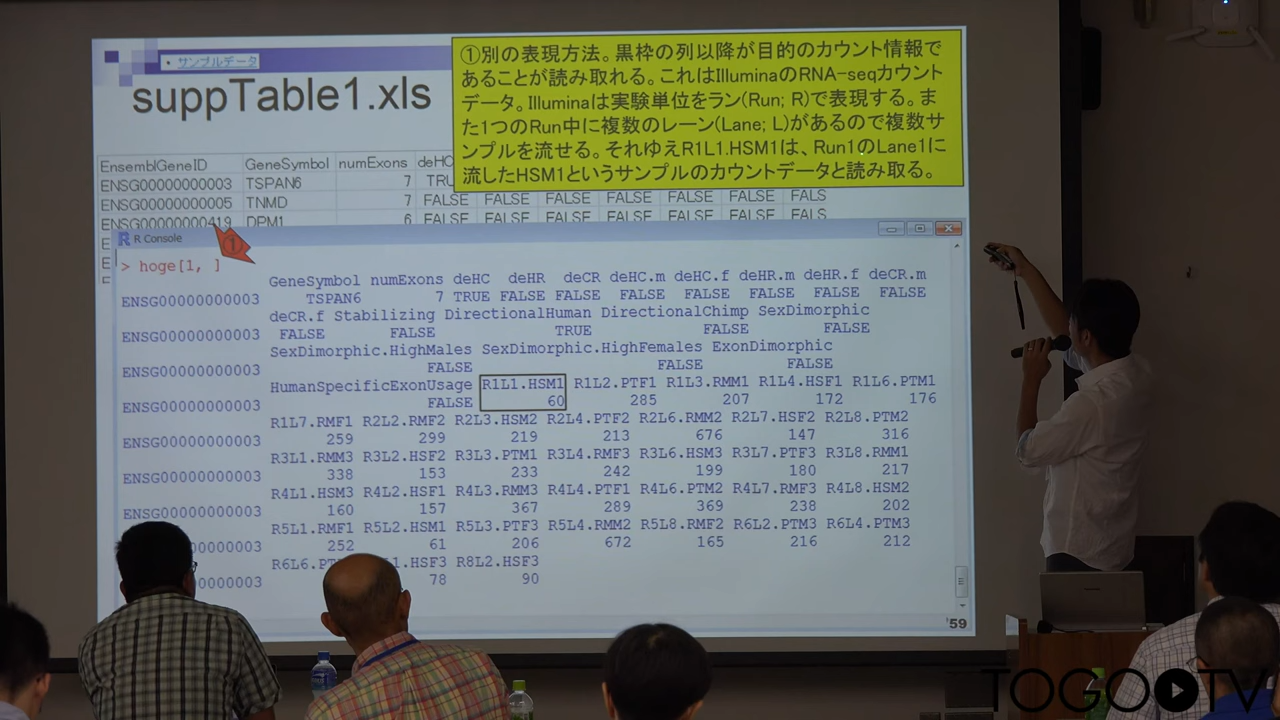 ・サンプルデータ
suppTable1.xls
①別の表現方法。黒枠の列以降が目的のカウント情報で
あることが読み取れる。これはIlluminaのRNA-seqカウント
データ。Illuminaは実験単位をラン(Run; R)で表現する。ま
た1つのRun中に複数のレーン(Lane; L)があるので複数サ
ンプルを流せる。それゆえR1L1.HSM1は、Run1のLane1に
流したHSM1というサンプルのカウントデータと読み取る。
EnsemblGeneID GeneSymbol numExons deHC
ENSG00000000003 TSPAN6 7 TRU
ENSG00000000005 TNMD 7 FALSE FALSE FALSE FALSE FALSE FALSE FALS
ENSG00000000419 DPM1 6 FALSE FALSE FALSE FALSE FALSE FALSE FALS
R Console
①
> hoge[1, ]
GeneSymbol numExons deHC deHR deCR deHC.m deHC.f deHR.m deHR.f deCR.m
ENSG00000000003 TSPAN6 7 TRUE FALSE FALSE FALSE FALSE FALSE FALSE FALSE
deCR.f Stabilizing DirectionalHuman DirectionalChimp SexDimorphic
ENSG00000000003 FALSE FALSE TRUE FALSE FALSE
SexDimorphic.HighMales SexDimorphic.HighFemales ExonDimorphic
ENSG00000000003 FALSE FALSE FALSE
HumanSpecificExonUsage R1L1.HSM1 R1L2.PTF1 R1L3.RMM1 R1L4.HSF1 R1L6.PTM1
ENSG00000000003 FALSE 60 285 207 172 176
R1L7.RMF1 R2L2.RMF2 R2L3.HSM2 R2L4.PTF2 R2L6.RMM2 R2L7.HSF2 R2L8.PTM2
ENSG00000000003 259 299 219 213 676 147 316
R3L1.RMM3 R3L2.HSF2 R3L3.PTM1 R3L4.RMF3 R3L6.HSM3 R3L7.PTF3 R3L8.RMM1
ENSG00000000003 338 153 233 242 199 180 217
R4L1.HSM3 R4L2.HSF1 R4L3.RMM3 R4L4.PTF1 R4L6.PTM2 R4L7.RMF3 R4L8.HSM2
ENSG00000000003 160 157 367 289 369 238 202
R5L1.RMF1 R5L2.HSM1 R5L3.PTF3 R5L4.RMM2 R5L8.RMF2 R6L2.PTM3 R6L4.PTM3
00000003 252 61 206 672 165 216 212
R6L6.PT 1.HSF3 R8L2.HSF3
00000003 78 90
59
TOGO TV